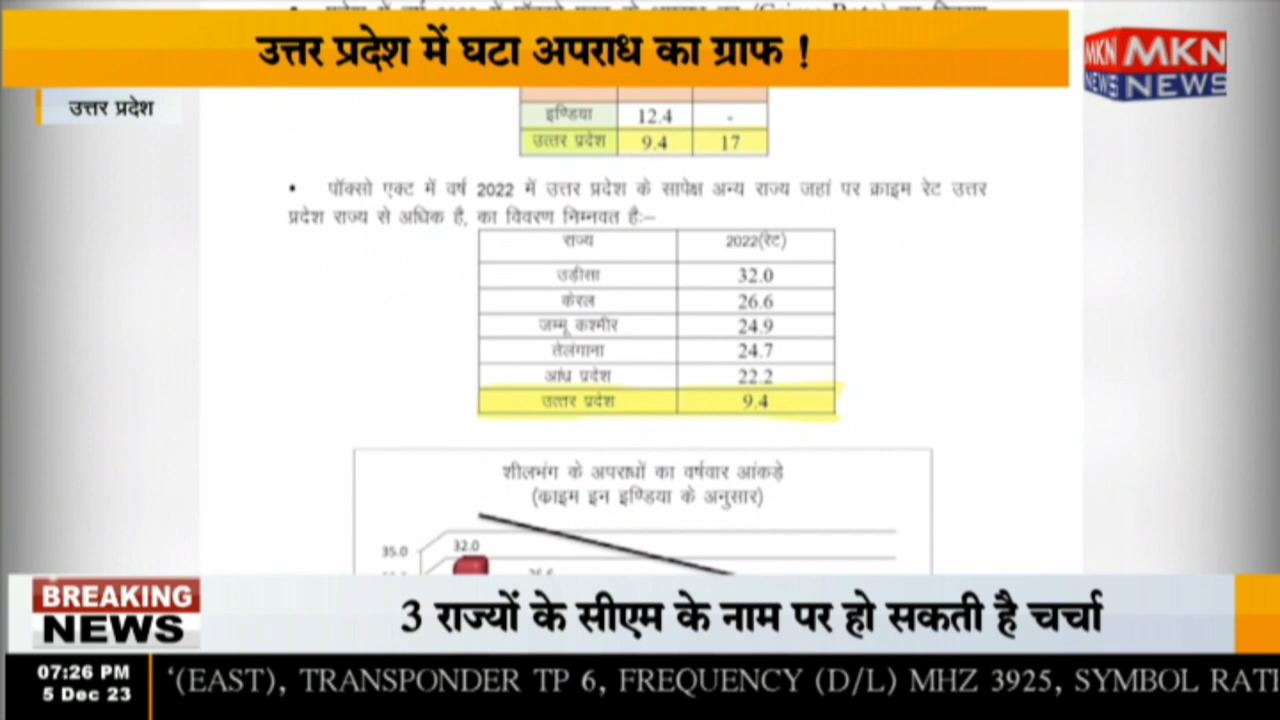 उत्तर प्रदेश में घटा अपराध का ग्राफ !
MKN NEWS
MKN NEWS
उत्तर प्रदेश
इण्डिया 12.4 -
उत्तर प्रदेश 9.4 17
• पॉक्सो एक्ट में वर्ष 2022 में उत्तर प्रदेश के सापेक्ष अन्य राज्य जहां पर क्राइम रेट उत्तर
प्रदेश राज्य से अधिक है, का विवरण निम्नवत है:–
राज्य 2022(रेट)
उड़ीसा 32.0
केरल 26.6
जम्मू कश्मीर 24.9
तेलंगाना 24.7
आंध प्रदेश 22.2
उत्तर प्रदेश 9.4
शीलभंग के अपराधों का वर्षवार आंकड़े
(काइम इन इण्डिया के अनुसार)
35.0 32.0
BREAKING NEWS
3 राज्यों के सीएम के नाम पर हो सकती है चर्चा
07:26 PM
5 Dec 23
'(EAST), TRANSPONDER TP 6, FREQUENCY (D/L) MHZ 3925, SYMBOL RATE